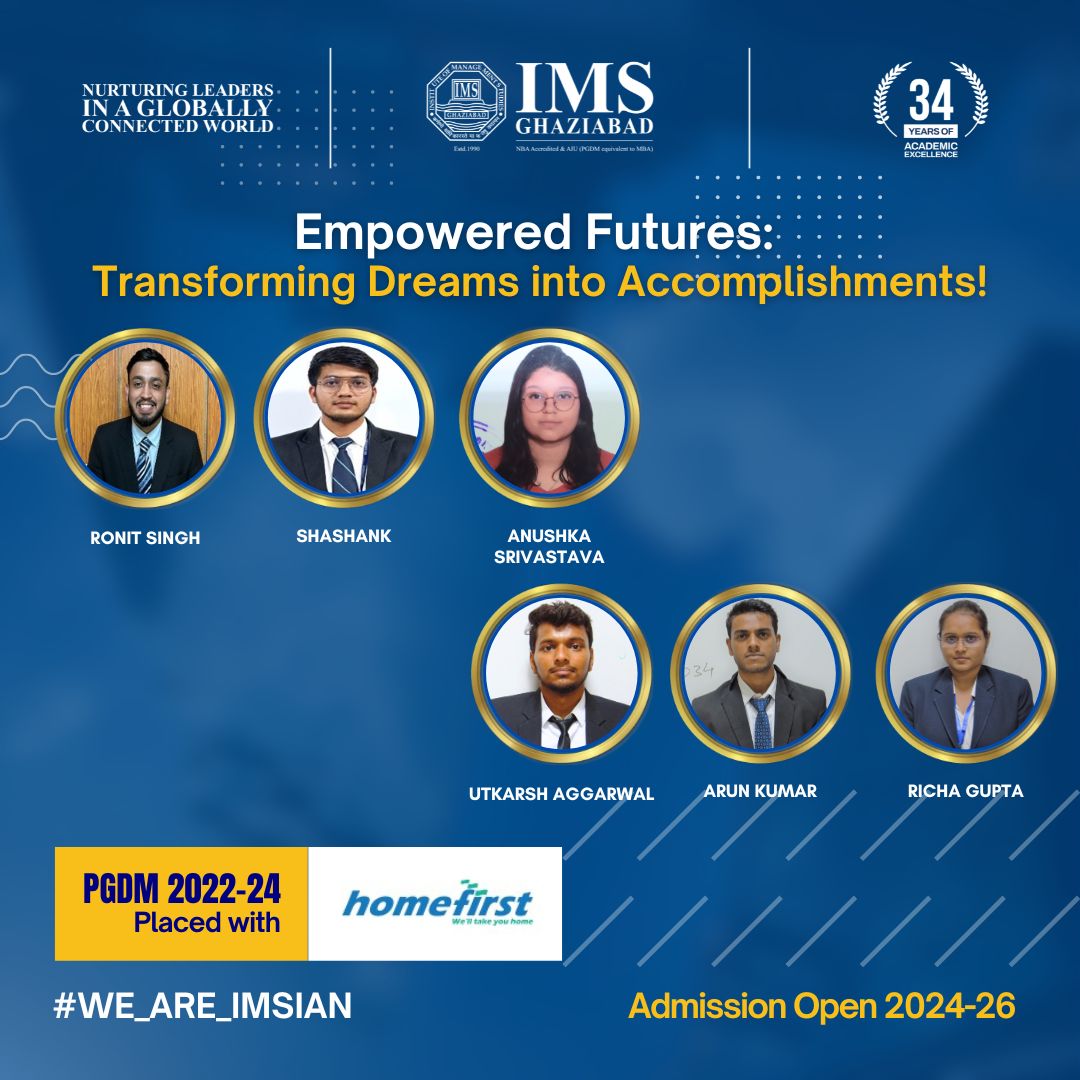 NURTURING LEADERS
IN A GLOBALLY
CONNECTED WORLD
IMS
GHAZIABAD
IMS
GHAZIABAD
Estd.1990
NBA Accredited & AIU (PGDM equivalent to MBA)
34
YEARS OF
ACADEMIC
EXCELLENCE
Empowered Futures:
Transforming Dreams into Accomplishments!
RONIT SINGH
SHASHANK
ANUSHKA
SRIVASTAVA
UTKARSH AGGARWAL
ARUN KUMAR
RICHA GUPTA
PGDM 2022-24
Placed with
homefirst
We'll take you home
#WE_ARE_IMSIAN
Admission Open 2024-26